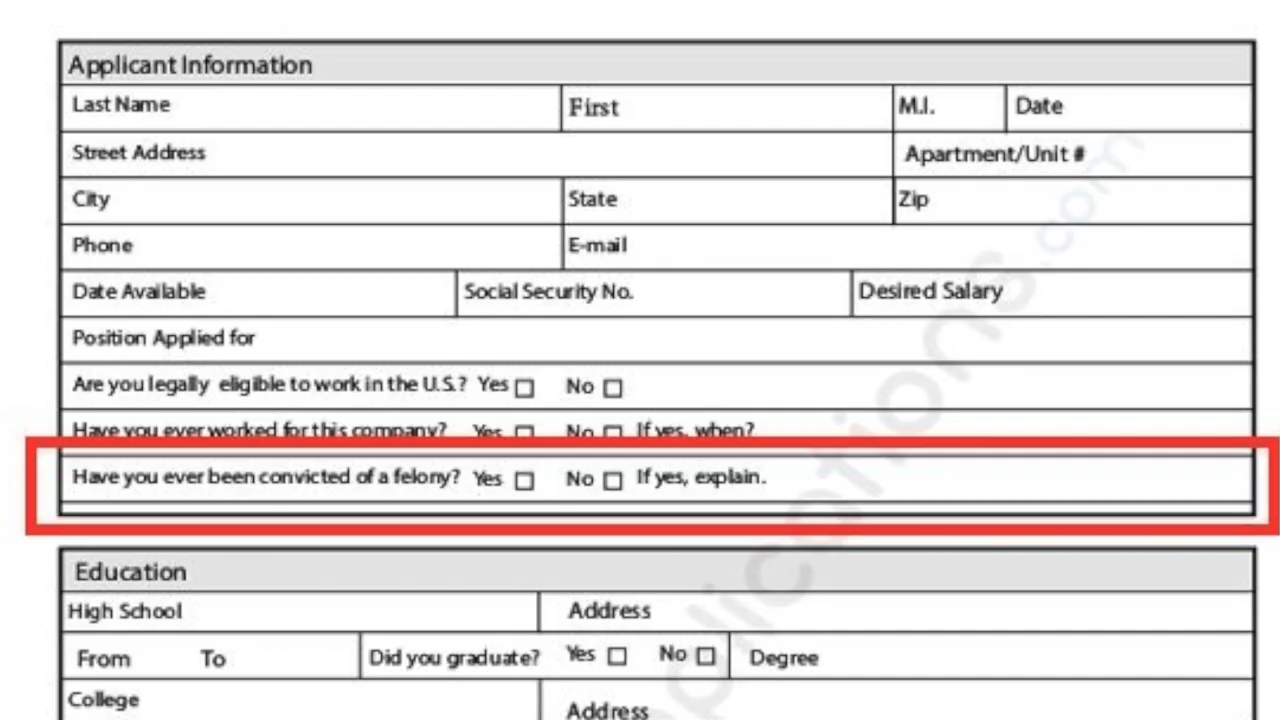 Applicant Information
Last Name First M.I. Date
Street Address Apartment/Unit #
City State Zip
Phone E-mail
Date Available Social Security No. Desired Salary
Position Applied for
Are you legally eligible to work in the U.S.? Yes No
Have you ever worked for this company? Yes No If yes, when?
Have you ever been convicted of a felony? Yes No If yes, explain.
Education
High School Address
From To Did you graduate? Yes No Degree
College Address
.com